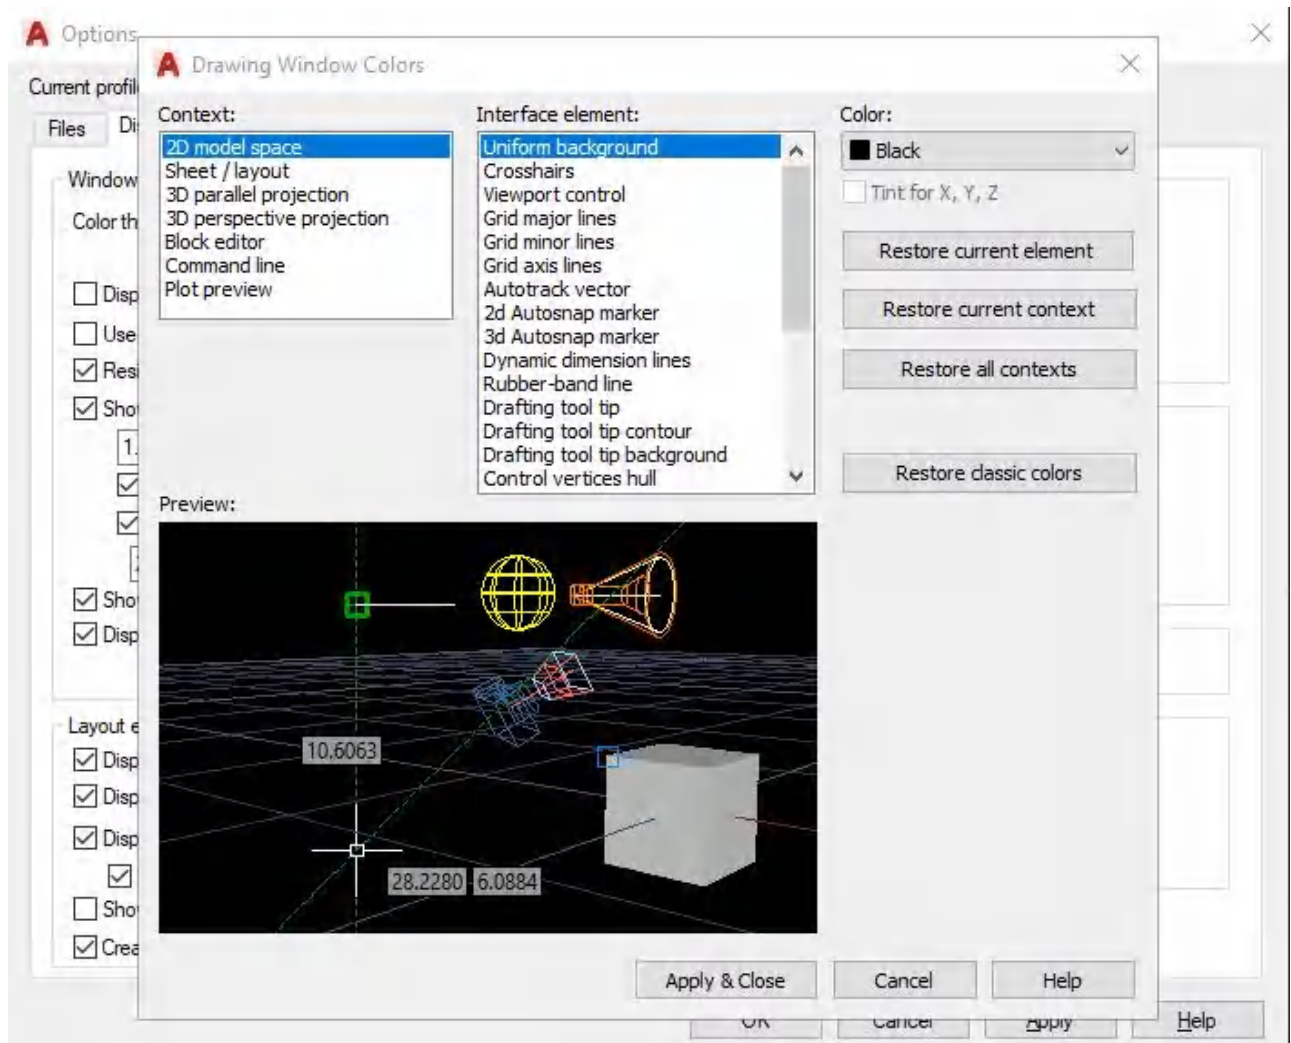 Options
Drawing Window Colors
Current profil
Files
Context:
Interface element:
Color:
2D model space
Sheet / layout
3D parallel projection
3D perspective projection
Block editor
Command line
Plot preview
Uniform background
Crosshairs
Viewport control
Grid major lines
Grid minor lines
Grid axis lines
Autotrack vector
2d Autosnap marker
3d Autosnap marker
Dynamic dimension lines
Rubber-band line
Drafting tool tip
Drafting tool tip contour
Drafting tool tip background
Control vertices hull
Black
Tint for X, Y, Z
Restore current element
Restore current context
Restore all contexts
Restore classic colors
Window
Color th
Disp
Use
Resi
Sho
1.
Sho
Disp
Preview:
10.6063
28.2280 6.0884
Layout e
Disp
Disp
Disp
Sho
Crea
Apply & Close
Cancel
Help
OK
Cancel
Apply
Help